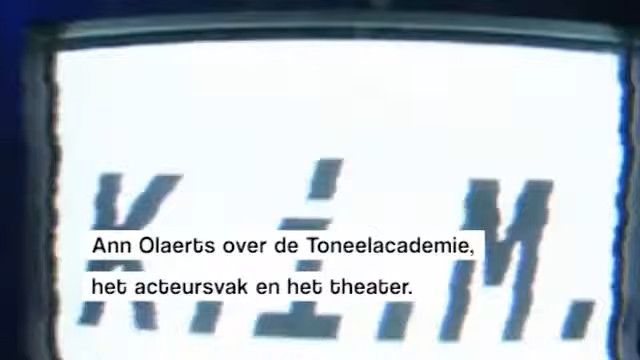 K.i.M.
Ann Olaerts over de Toneelacademie,
het acteursvak en het theater.